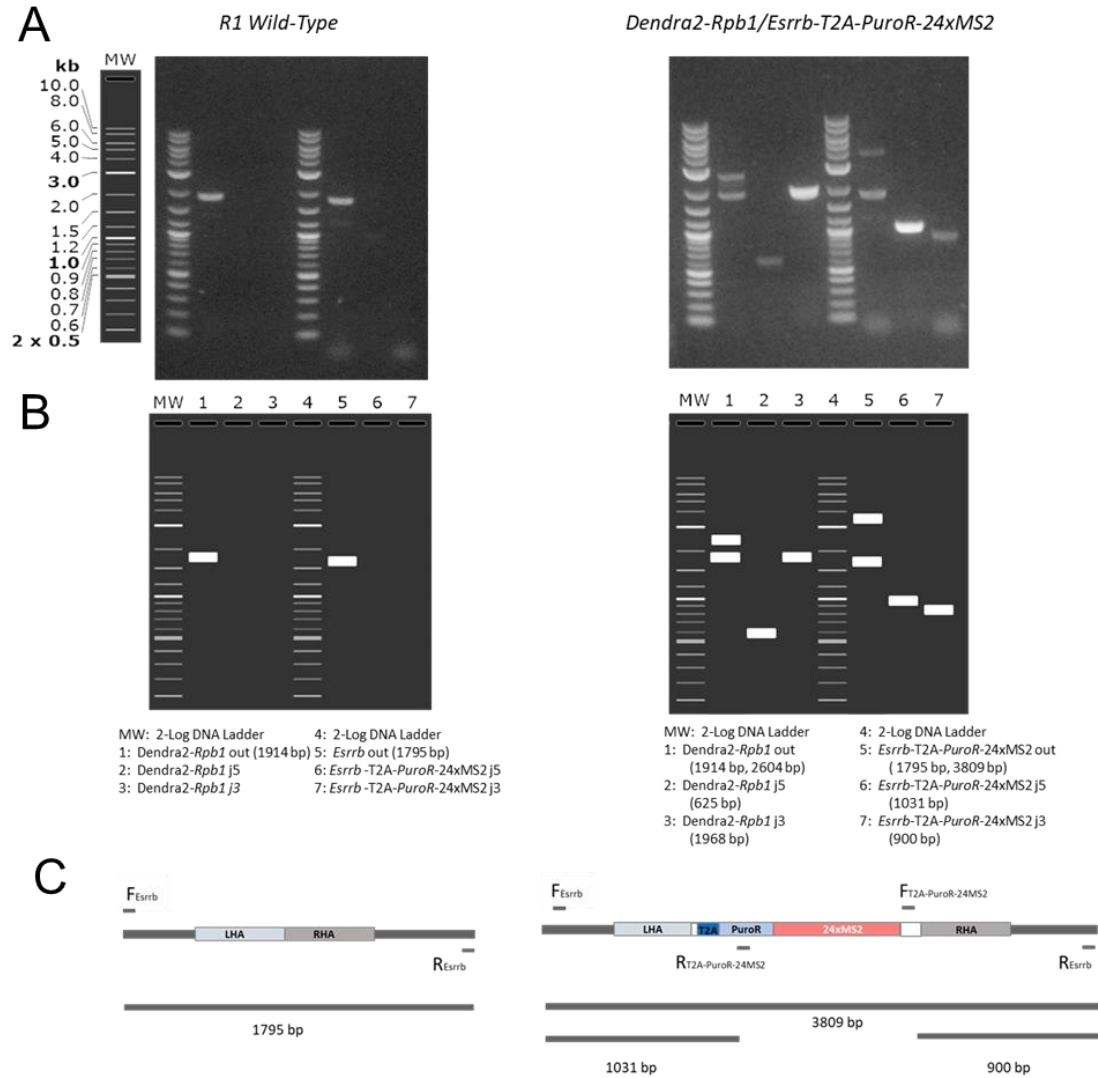 A
R1 Wild-Type
Dendra2-Rpb1/Esrrb-T2A-PuroR-24xMS2
MW
kb
10.0
8.0
6.0
5.0
4.0
3.0
2.0
1.5
1.2
1.0
0.9
0.8
0.7
0.6
2 x 0.5
B
MW 1 2 3 4 5 6 7
MW: 2-Log DNA Ladder
1: Dendra2-Rpb1 out (1914 bp)
2: Dendra2-Rpb1 j5
3: Dendra2-Rpb1 j3
4: 2-Log DNA Ladder
5: Esrrb out (1795 bp)
6: Esrrb -T2A-PuroR-24xMS2 j5
7: Esrrb -T2A-PuroR-24xMS2 j3
MW 1 2 3 4 5 6 7
MW: 2-Log DNA Ladder
1: Dendra2-Rpb1 out
(1914 bp, 2604 bp)
2: Dendra2-Rpb1 j5
(625 bp)
3: Dendra2-Rpb1 j3
(1968 bp)
4: 2-Log DNA Ladder
5: Esrrb-T2A-PuroR-24xMS2 out
( 1795 bp, 3809 bp)
6: Esrrb-T2A-PuroR-24xMS2 j5
(1031 bp)
7: Esrrb-T2A-PuroR-24xMS2 j3
(900 bp)
C
FEsrrb
LHA RHA
REsrrb
1795 bp
FEsrrb
FT2A-PuroR-24MS2
LHA T2A PuroR 24xMS2 RHA
RT2A-PuroR-24MS2
REsrrb
3809 bp
1031 bp
900 bp